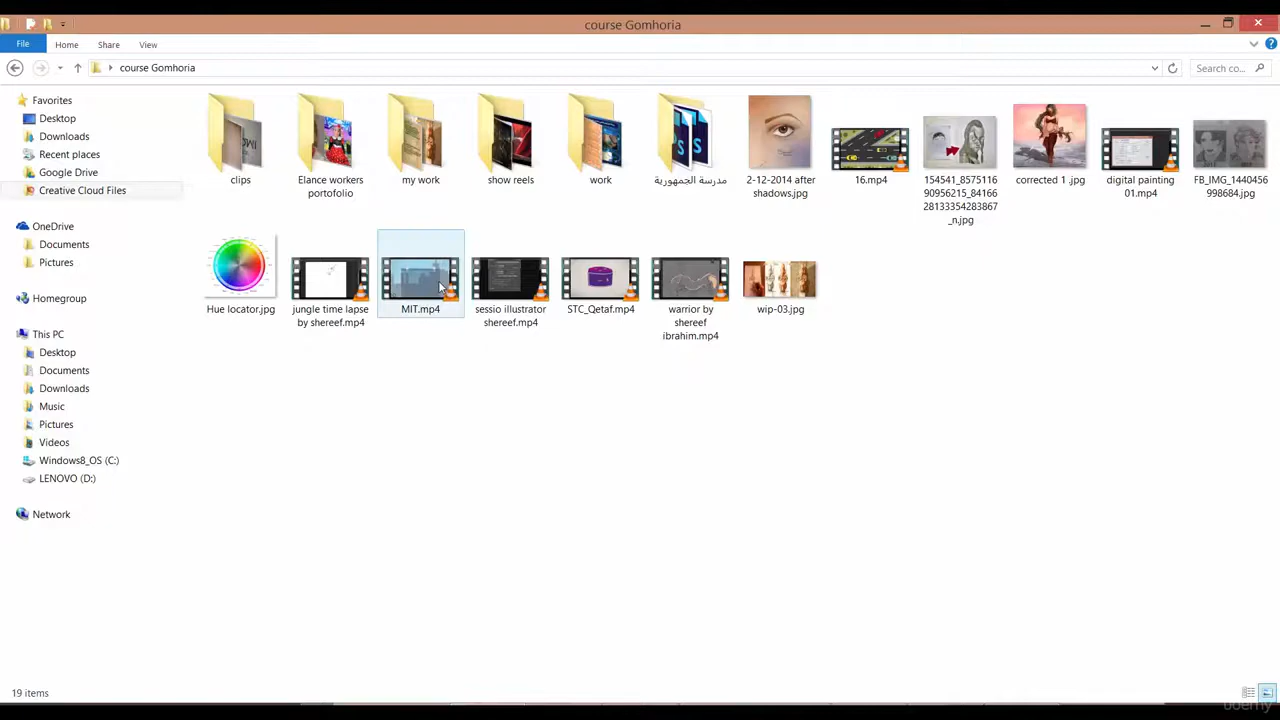 course Gomhoria
File
Home
Share
View
course Gomhoria
Search co...
Favorites
Desktop
Downloads
Recent places
Google Drive
Creative Cloud Files
OneDrive
Documents
Pictures
Homegroup
This PC
Desktop
Documents
Downloads
Music
Pictures
Videos
Windows8_OS (C:)
LENOVO (D:)
Network
clips
Elance workers
portofolio
my work
show reels
work
مدرسة الجمهورية
2-12-2014 after
shadows.jpg
16.mp4
154541_8575116
90956215_84166
28133354283867
_n.jpg
corrected 1 .jpg
digital painting
01.mp4
FB_IMG_1440456
998684.jpg
Hue locator.jpg
jungle time lapse
by shereef.mp4
MIT.mp4
sessio illustrator
shereef.mp4
STC_Qetaf.mp4
warrior by
shereef
ibrahim.mp4
wip-03.jpg
19 items
udemy